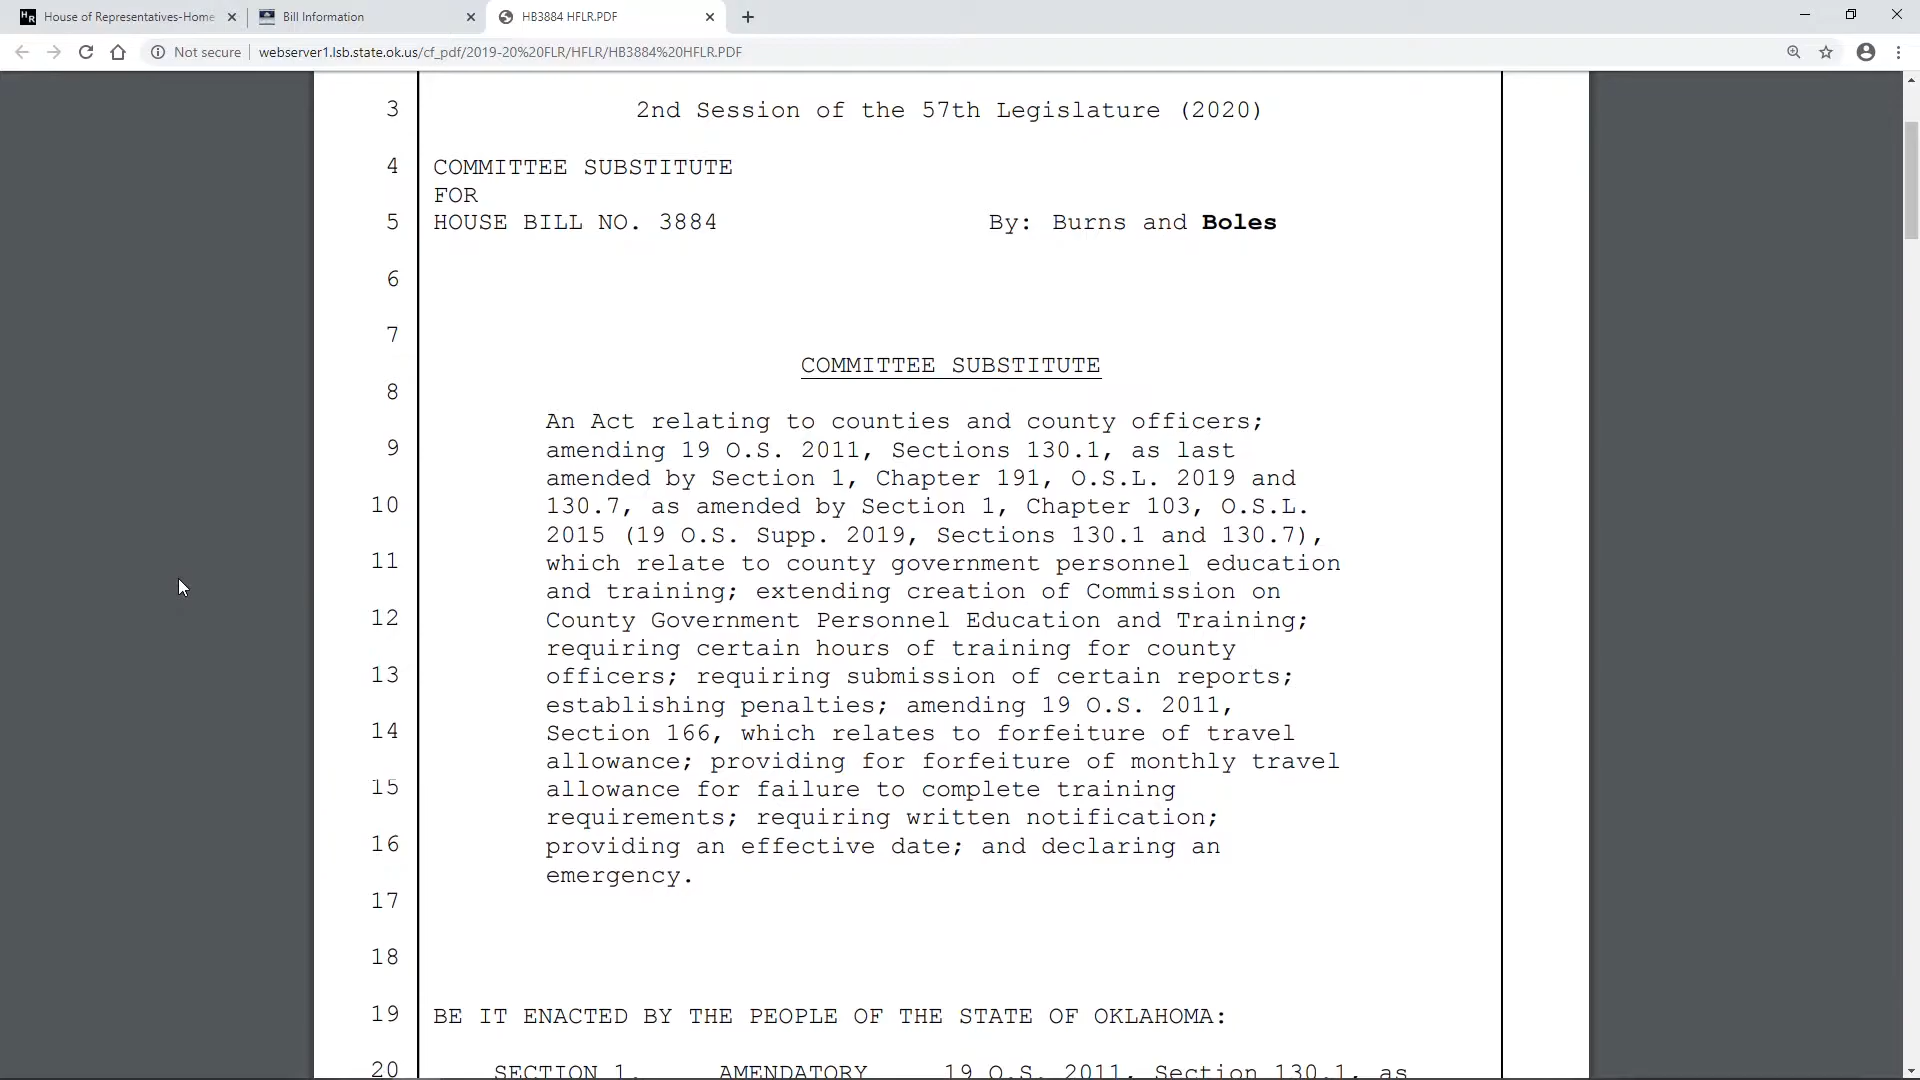 House of Representatives-Home
Bill Information
HB3884 HFLR.PDF
Not secure
webserver1.lsb.state.ok.us/cf_pdf/2019-20%20FLR/HFLR/HB3884%20HFLR.PDF
3 2nd Session of the 57th Legislature (2020)
4 COMMITTEE SUBSTITUTE
FOR
5 HOUSE BILL NO. 3884 By: Burns and Boles
6
7
COMMITTEE SUBSTITUTE
8
An Act relating to counties and county officers;
9 amending 19 O.S. 2011, Sections 130.1, as last
amended by Section 1, Chapter 191, O.S.L. 2019 and
10 130.7, as amended by Section 1, Chapter 103, O.S.L.
2015 (19 O.S. Supp. 2019, Sections 130.1 and 130.7),
11 which relate to county government personnel education
and training; extending creation of Commission on
12 County Government Personnel Education and Training;
requiring certain hours of training for county
13 officers; requiring submission of certain reports;
establishing penalties; amending 19 O.S. 2011,
14 Section 166, which relates to forfeiture of travel
allowance; providing for forfeiture of monthly travel
15 allowance for failure to complete training
requirements; requiring written notification;
16 providing an effective date; and declaring an
emergency.
17
18
19 BE IT ENACTED BY THE PEOPLE OF THE STATE OF OKLAHOMA:
20 SECTION 1. AMENDATORY 19 O.S. 2011, Section 130.1, as